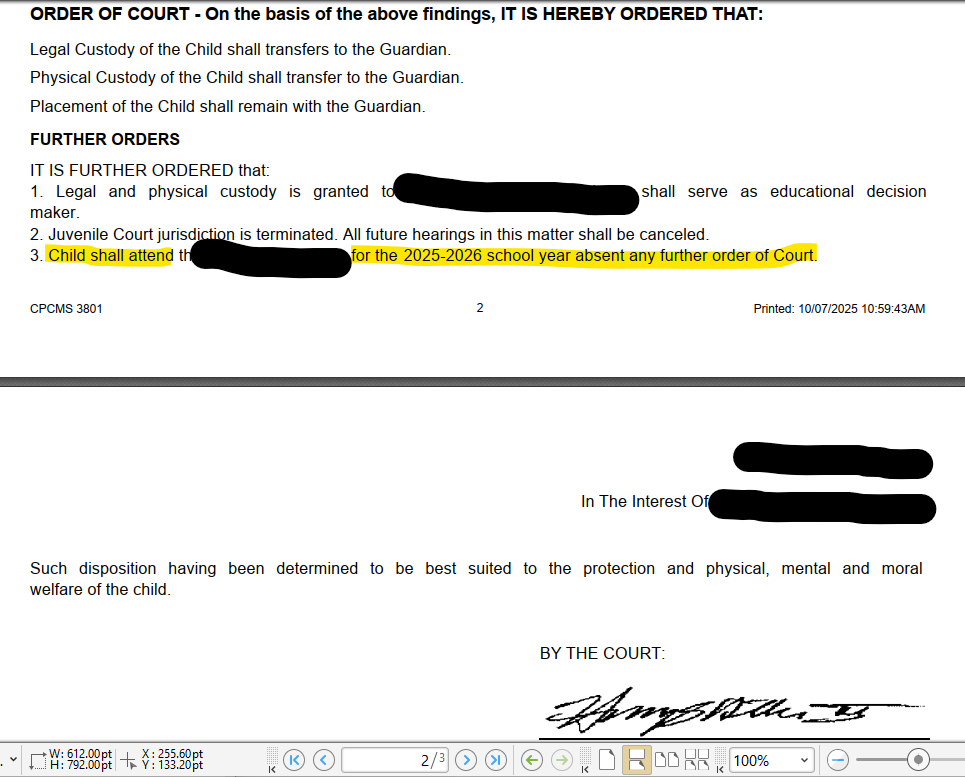 ORDER OF COURT - On the basis of the above findings, IT IS HEREBY ORDERED THAT:
Legal Custody of the Child shall transfers to the Guardian.
Physical Custody of the Child shall transfer to the Guardian.
Placement of the Child shall remain with the Guardian.
FURTHER ORDERS
IT IS FURTHER ORDERED that:
1. Legal and physical custody is granted to shall serve as educational decision
maker.
2. Juvenile Court jurisdiction is terminated. All future hearings in this matter shall be canceled.
3. Child shall attend for the 2025-2026 school year absent any further order of Court.
CPCMS 3801 2 Printed: 10/07/2025 10:59:43AM
In The Interest Of
Such disposition having been determined to be best suited to the protection and physical, mental and moral
welfare of the child.
BY THE COURT:
W: 612.00pt X: 255.60pt
H: 792.00pt Y: 133.20pt
2/3 100%